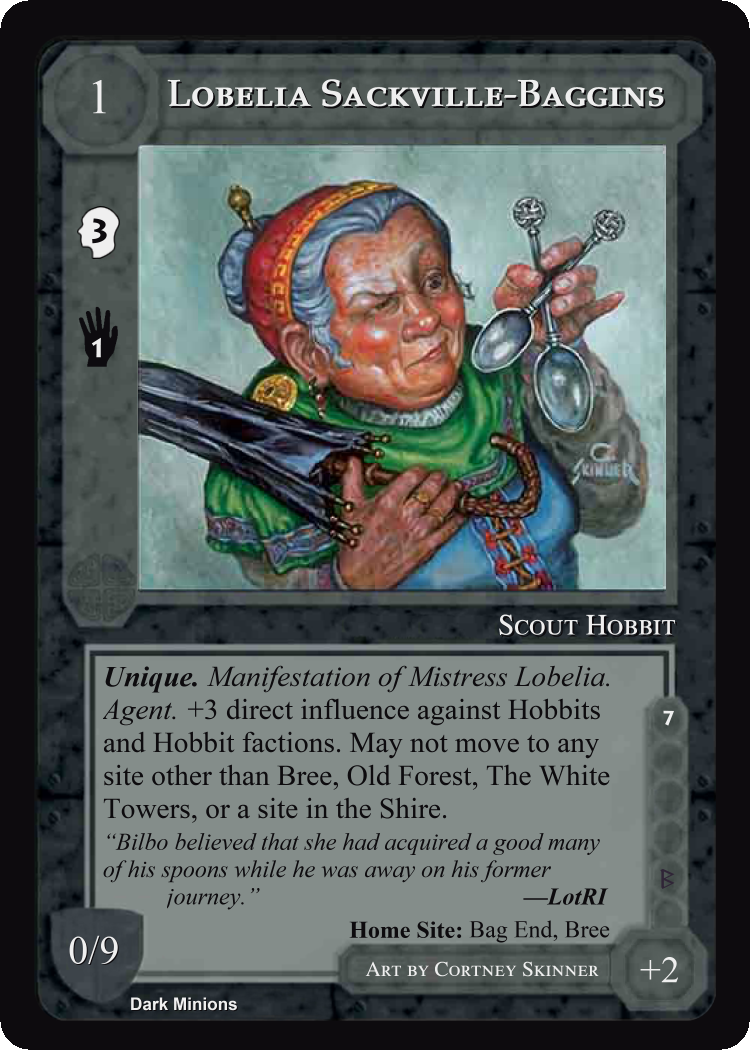 1
Lobelia Sackville-Baggins
3
1
Skinner
Scout Hobbit
Unique. Manifestation of Mistress Lobelia.
Agent. +3 direct influence against Hobbits
and Hobbit factions. May not move to any
site other than Bree, Old Forest, The White
Towers, or a site in the Shire.
“Bilbo believed that she had acquired a good many
of his spoons while he was away on his former
journey.”
—LotRI
7
Home Site: Bag End, Bree
0/9
Art by Cortney Skinner
+2
Dark Minions